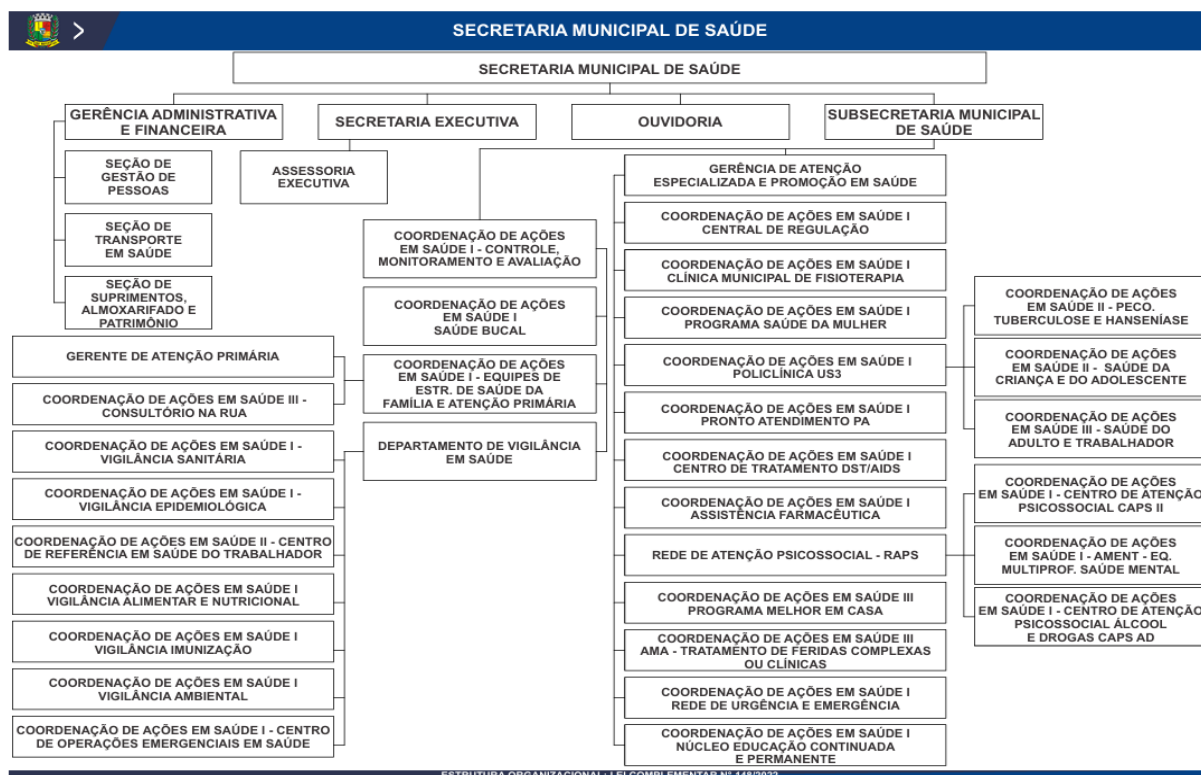 SECRETARIA MUNICIPAL DE SAÚDE
SECRETARIA MUNICIPAL DE SAÚDE
GERÊNCIA ADMINISTRATIVA
E FINANCEIRA
SECRETARIA EXECUTIVA
OUVIDORIA
SUBSECRETARIA MUNICIPAL
DE SAÚDE
SEÇÃO DE
GESTÃO DE
PESSOAS
SEÇÃO DE
TRANSPORTE
EM SAÚDE
SEÇÃO DE
SUPRIMENTOS,
ALMOXARIFADO E
PATRIMÔNIO
ASSESSORIA
EXECUTIVA
COORDENAÇÃO DE AÇÕES
EM SAÚDE I - CONTROLE,
MONITORAMENTO E AVALIAÇÃO
COORDENAÇÃO DE AÇÕES
EM SAÚDE I
SAÚDE BUCAL
COORDENAÇÃO DE AÇÕES
EM SAÚDE I - EQUIPES DE
ESTR. DE SAÚDE DA
FAMÍLIA E ATENÇÃO PRIMÁRIA
DEPARTAMENTO DE VIGILÂNCIA
EM SAÚDE
GERENTE DE ATENÇÃO PRIMÁRIA
COORDENAÇÃO DE AÇÕES EM SAÚDE III -
CONSULTÓRIO NA RUA
COORDENAÇÃO DE AÇÕES EM SAÚDE I -
VIGILÂNCIA SANITÁRIA
COORDENAÇÃO DE AÇÕES EM SAÚDE I -
VIGILÂNCIA EPIDEMIOLÓGICA
COORDENAÇÃO DE AÇÕES EM SAÚDE II - CENTRO
DE REFERÊNCIA EM SAÚDE DO TRABALHADOR
COORDENAÇÃO DE AÇÕES EM SAÚDE I
VIGILÂNCIA ALIMENTAR E NUTRICIONAL
COORDENAÇÃO DE AÇÕES EM SAÚDE I
VIGILÂNCIA IMUNIZAÇÃO
COORDENAÇÃO DE AÇÕES EM SAÚDE I
VIGILÂNCIA AMBIENTAL
COORDENAÇÃO DE AÇÕES EM SAÚDE I - CENTRO
DE OPERAÇÕES EMERGENCIAIS EM SAÚDE
GERÊNCIA DE ATENÇÃO
ESPECIALIZADA E PROMOÇÃO EM SAÚDE
COORDENAÇÃO DE AÇÕES EM SAÚDE I
CENTRAL DE REGULAÇÃO
COORDENAÇÃO DE AÇÕES EM SAÚDE I
CLÍNICA MUNICIPAL DE FISIOTERAPIA
COORDENAÇÃO DE AÇÕES EM SAÚDE I
PROGRAMA SAÚDE DA MULHER
COORDENAÇÃO DE AÇÕES EM SAÚDE I
POLICLÍNICA US3
COORDENAÇÃO DE AÇÕES EM SAÚDE I
PRONTO ATENDIMENTO PA
COORDENAÇÃO DE AÇÕES EM SAÚDE I
CENTRO DE TRATAMENTO DST/AIDS
COORDENAÇÃO DE AÇÕES EM SAÚDE I
ASSISTÊNCIA FARMACÊUTICA
REDE DE ATENÇÃO PSICOSSOCIAL - RAPS
COORDENAÇÃO DE AÇÕES EM SAÚDE III
PROGRAMA MELHOR EM CASA
COORDENAÇÃO DE AÇÕES EM SAÚDE III
AMA - TRATAMENTO DE FERIDAS COMPLEXAS
OU CLÍNICAS
COORDENAÇÃO DE AÇÕES EM SAÚDE I
REDE DE URGÊNCIA E EMERGÊNCIA
COORDENAÇÃO DE AÇÕES EM SAÚDE I
NÚCLEO EDUCAÇÃO CONTINUADA
E PERMANENTE
COORDENAÇÃO DE AÇÕES
EM SAÚDE II - PECO.
TUBERCULOSE E HANSENÍASE
COORDENAÇÃO DE AÇÕES
EM SAÚDE II - SAÚDE DA
CRIANÇA E DO ADOLESCENTE
COORDENAÇÃO DE AÇÕES
EM SAÚDE III - SAÚDE DO
ADULTO E TRABALHADOR
COORDENAÇÃO DE AÇÕES
EM SAÚDE I - CENTRO DE ATENÇÃO
PSICOSSOCIAL CAPS II
COORDENAÇÃO DE AÇÕES
EM SAÚDE I - AMENT - EQ.
MULTIPROF. SAÚDE MENTAL
COORDENAÇÃO DE AÇÕES
EM SAÚDE I - CENTRO DE ATENÇÃO
PSICOSSOCIAL ÁLCOOL
E DROGAS CAPS AD
ESTRUTURA ORGANIZACIONAL: LEI COMPLEMENTAR Nº 148/2022